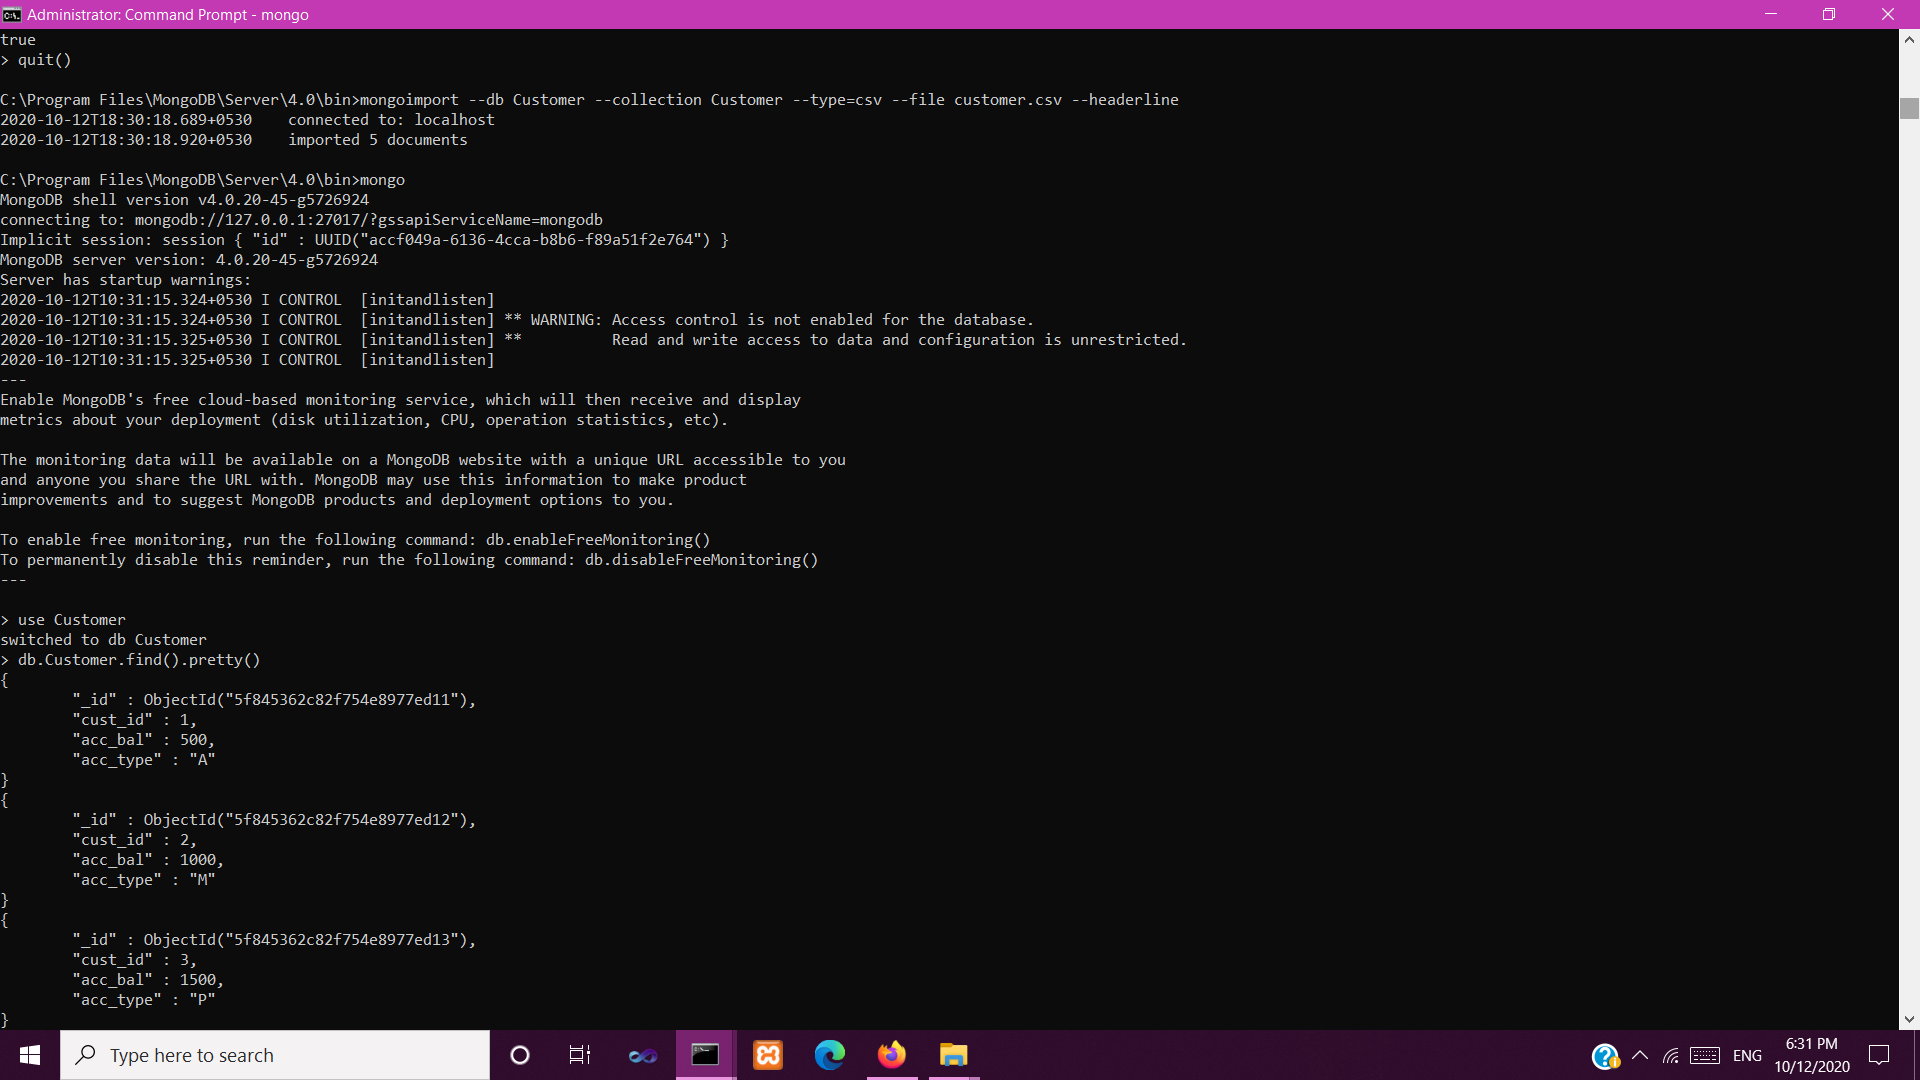 Administrator: Command Prompt - mongo
true
> quit()
C:\Program Files\MongoDB\Server\4.0\bin>mongoimport --db Customer --collection Customer --type=csv --file customer.csv --headerline
2020-10-12T18:30:18.689+0530    connected to: localhost
2020-10-12T18:30:18.920+0530    imported 5 documents
C:\Program Files\MongoDB\Server\4.0\bin>mongo
MongoDB shell version v4.0.20-45-g5726924
connecting to: mongodb://127.0.0.1:27017/?gssapiServiceName=mongodb
Implicit session: session { "id" : UUID("accf049a-6136-4cca-b8b6-f89a51f2e764") }
MongoDB server version: 4.0.20-45-g5726924
Server has startup warnings:
2020-10-12T10:31:15.324+0530 I CONTROL  [initandlisten]
2020-10-12T10:31:15.324+0530 I CONTROL  [initandlisten] ** WARNING: Access control is not enabled for the database.
2020-10-12T10:31:15.325+0530 I CONTROL  [initandlisten] **          Read and write access to data and configuration is unrestricted.
2020-10-12T10:31:15.325+0530 I CONTROL  [initandlisten]
---
Enable MongoDB's free cloud-based monitoring service, which will then receive and display
metrics about your deployment (disk utilization, CPU, operation statistics, etc).
The monitoring data will be available on a MongoDB website with a unique URL accessible to you
and anyone you share the URL with. MongoDB may use this information to make product
improvements and to suggest MongoDB products and deployment options to you.
To enable free monitoring, run the following command: db.enableFreeMonitoring()
To permanently disable this reminder, run the following command: db.disableFreeMonitoring()
---
> use Customer
switched to db Customer
> db.Customer.find().pretty()
{
        "_id" : ObjectId("5f845362c82f754e8977ed11"),
        "cust_id" : 1,
        "acc_bal" : 500,
        "acc_type" : "A"
}
{
        "_id" : ObjectId("5f845362c82f754e8977ed12"),
        "cust_id" : 2,
        "acc_bal" : 1000,
        "acc_type" : "M"
}
{
        "_id" : ObjectId("5f845362c82f754e8977ed13"),
        "cust_id" : 3,
        "acc_bal" : 1500,
        "acc_type" : "P"
}
Type here to search
ENG
6:31 PM
10/12/2020